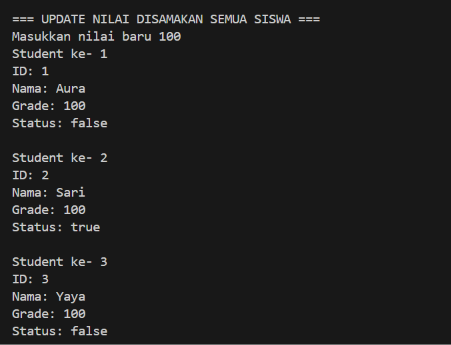 === UPDATE NILAI DISAMAKAN SEMUA SISWA ===
Masukkan nilai baru 100
Student ke- 1
ID: 1
Nama: Aura
Grade: 100
Status: false

Student ke- 2
ID: 2
Nama: Sari
Grade: 100
Status: true

Student ke- 3
ID: 3
Nama: Yaya
Grade: 100
Status: false